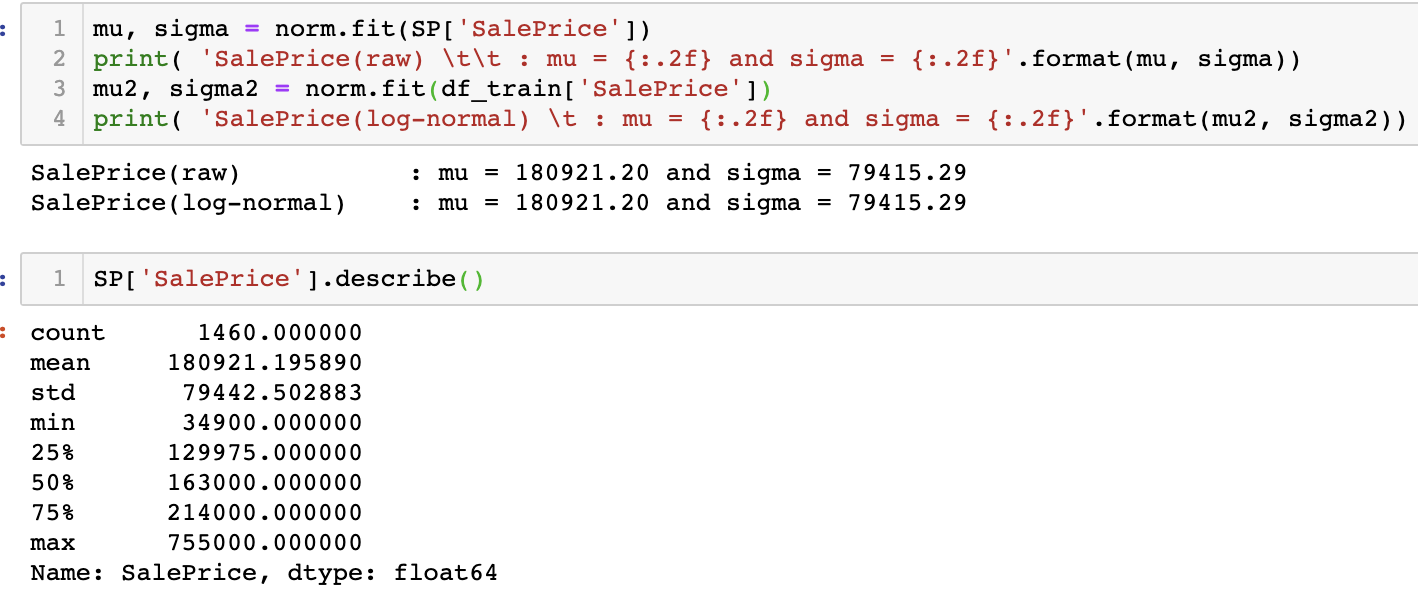 :
1 mu, sigma = norm.fit(SP['SalePrice'])
2 print( 'SalePrice(raw) \t\t : mu = {:.2f} and sigma = {:.2f}'.format(mu, sigma))
3 mu2, sigma2 = norm.fit(df_train['SalePrice'])
4 print( 'SalePrice(log-normal) \t : mu = {:.2f} and sigma = {:.2f}'.format(mu2, sigma2))
SalePrice(raw) : mu = 180921.20 and sigma = 79415.29
SalePrice(log-normal) : mu = 180921.20 and sigma = 79415.29
:
1 SP['SalePrice'].describe()
:
count 1460.000000
mean 180921.195890
std 79442.502883
min 34900.000000
25% 129975.000000
50% 163000.000000
75% 214000.000000
max 755000.000000
Name: SalePrice, dtype: float64